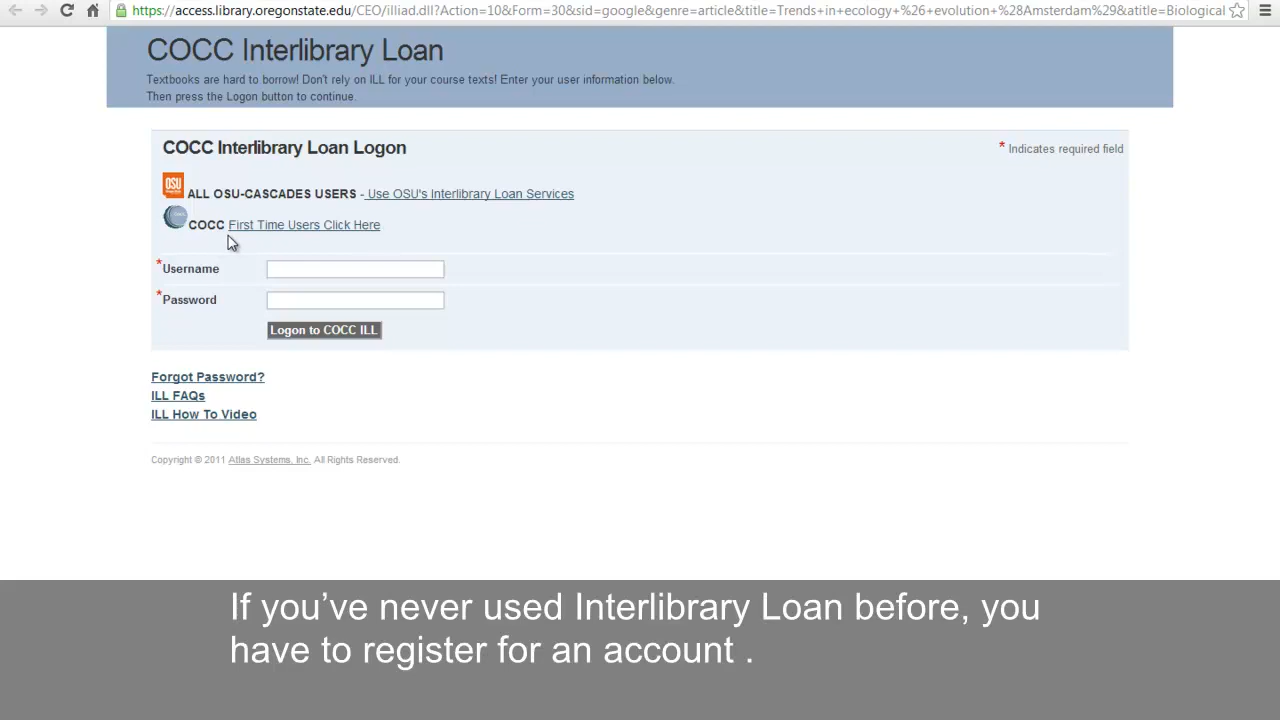 https://access.library.oregonstate.edu/CEO/illiad.dll?Action=10&Form=30&sid=google&genre=article&title=Trends+in+ecology+%26+evolution+%28Amsterdam%29&atitle=Biological
COCC Interlibrary Loan
Textbooks are hard to borrow! Don't rely on ILL for your course texts! Enter your user information below.
Then press the Logon button to continue.
COCC Interlibrary Loan Logon
* Indicates required field
OSU ALL OSU-CASCADES USERS - Use OSU's Interlibrary Loan Services
COCC First Time Users Click Here
*Username
*Password
Logon to COCC ILL
Forgot Password?
ILL FAQs
ILL How To Video
Copyright © 2011 Atlas Systems, Inc. All Rights Reserved.
If you’ve never used Interlibrary Loan before, you
have to register for an account .